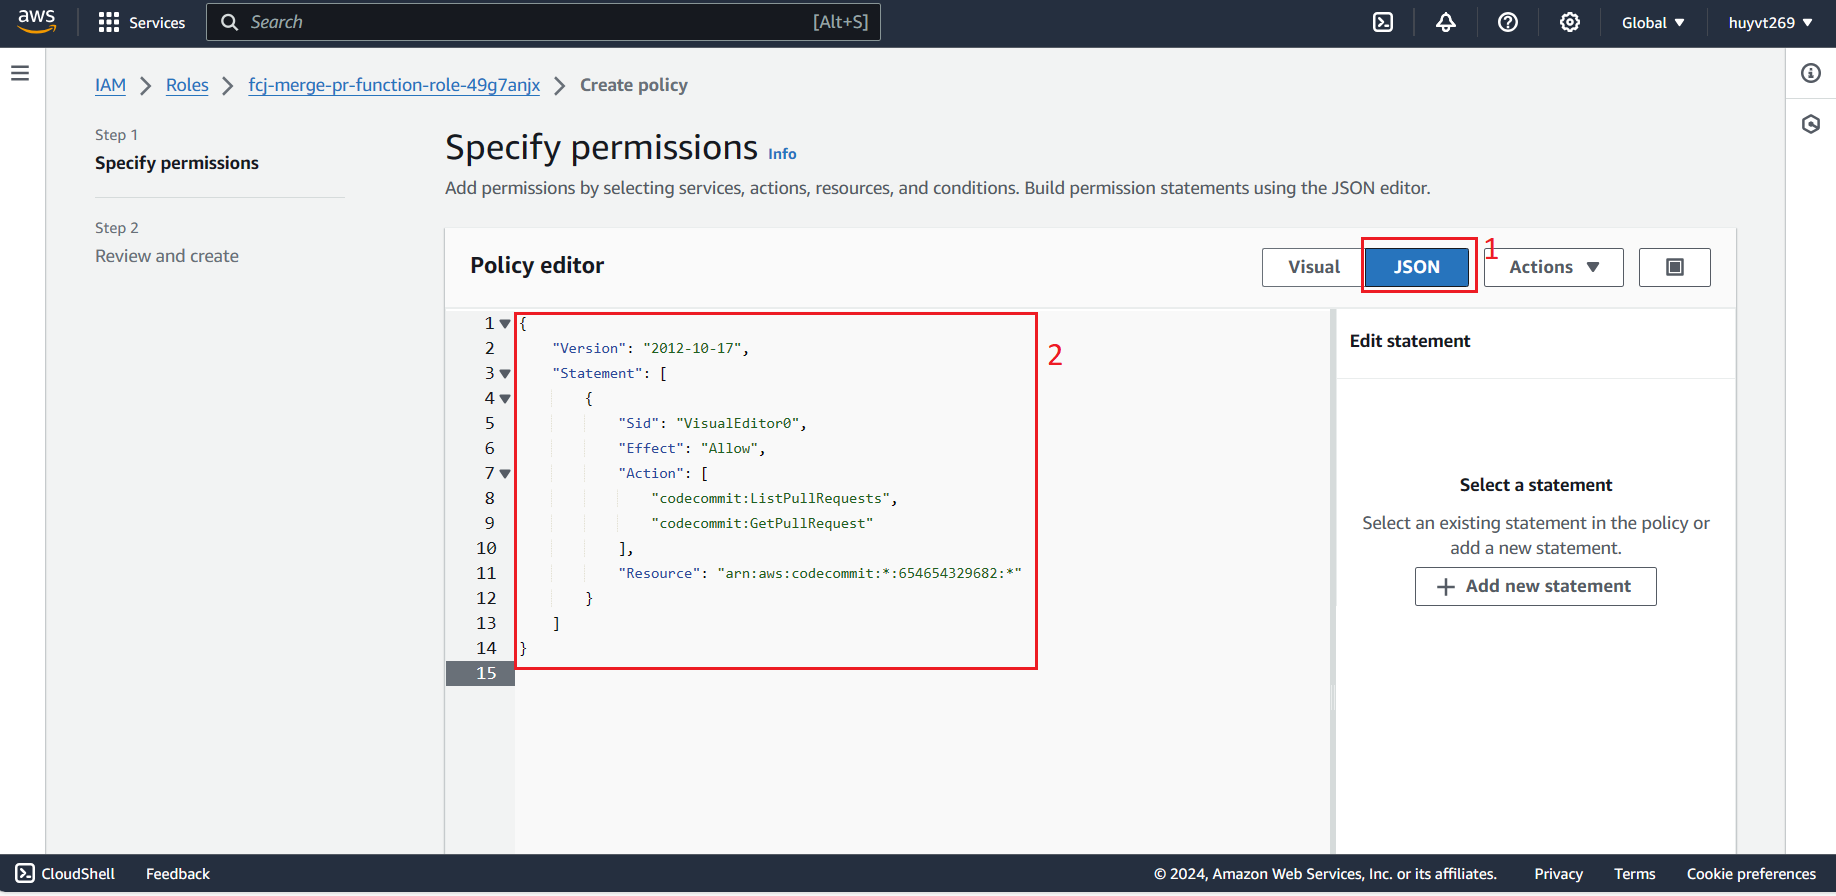 aws Services Search [Alt+S] Global huyvt269
IAM Roles fcj-merge-pr-function-role-49g7anjx Create policy
Step 1
Specify permissions
Step 2
Review and create
Specify permissions Info
Add permissions by selecting services, actions, resources, and conditions. Build permission statements using the JSON editor.
Policy editor Visual JSON 1 Actions
1 {
2 "Version": "2012-10-17",
3 "Statement": [
4 {
5 "Sid": "VisualEditor0",
6 "Effect": "Allow",
7 "Action": [
8 "codecommit:ListPullRequests",
9 "codecommit:GetPullRequest"
10 ],
11 "Resource": "arn:aws:codecommit:*:654654329682:*"
12 }
13 ]
14 }
15
2
Edit statement
Select a statement
Select an existing statement in the policy or
add a new statement.
+ Add new statement
CloudShell Feedback © 2024, Amazon Web Services, Inc. or its affiliates. Privacy Terms Cookie preferences